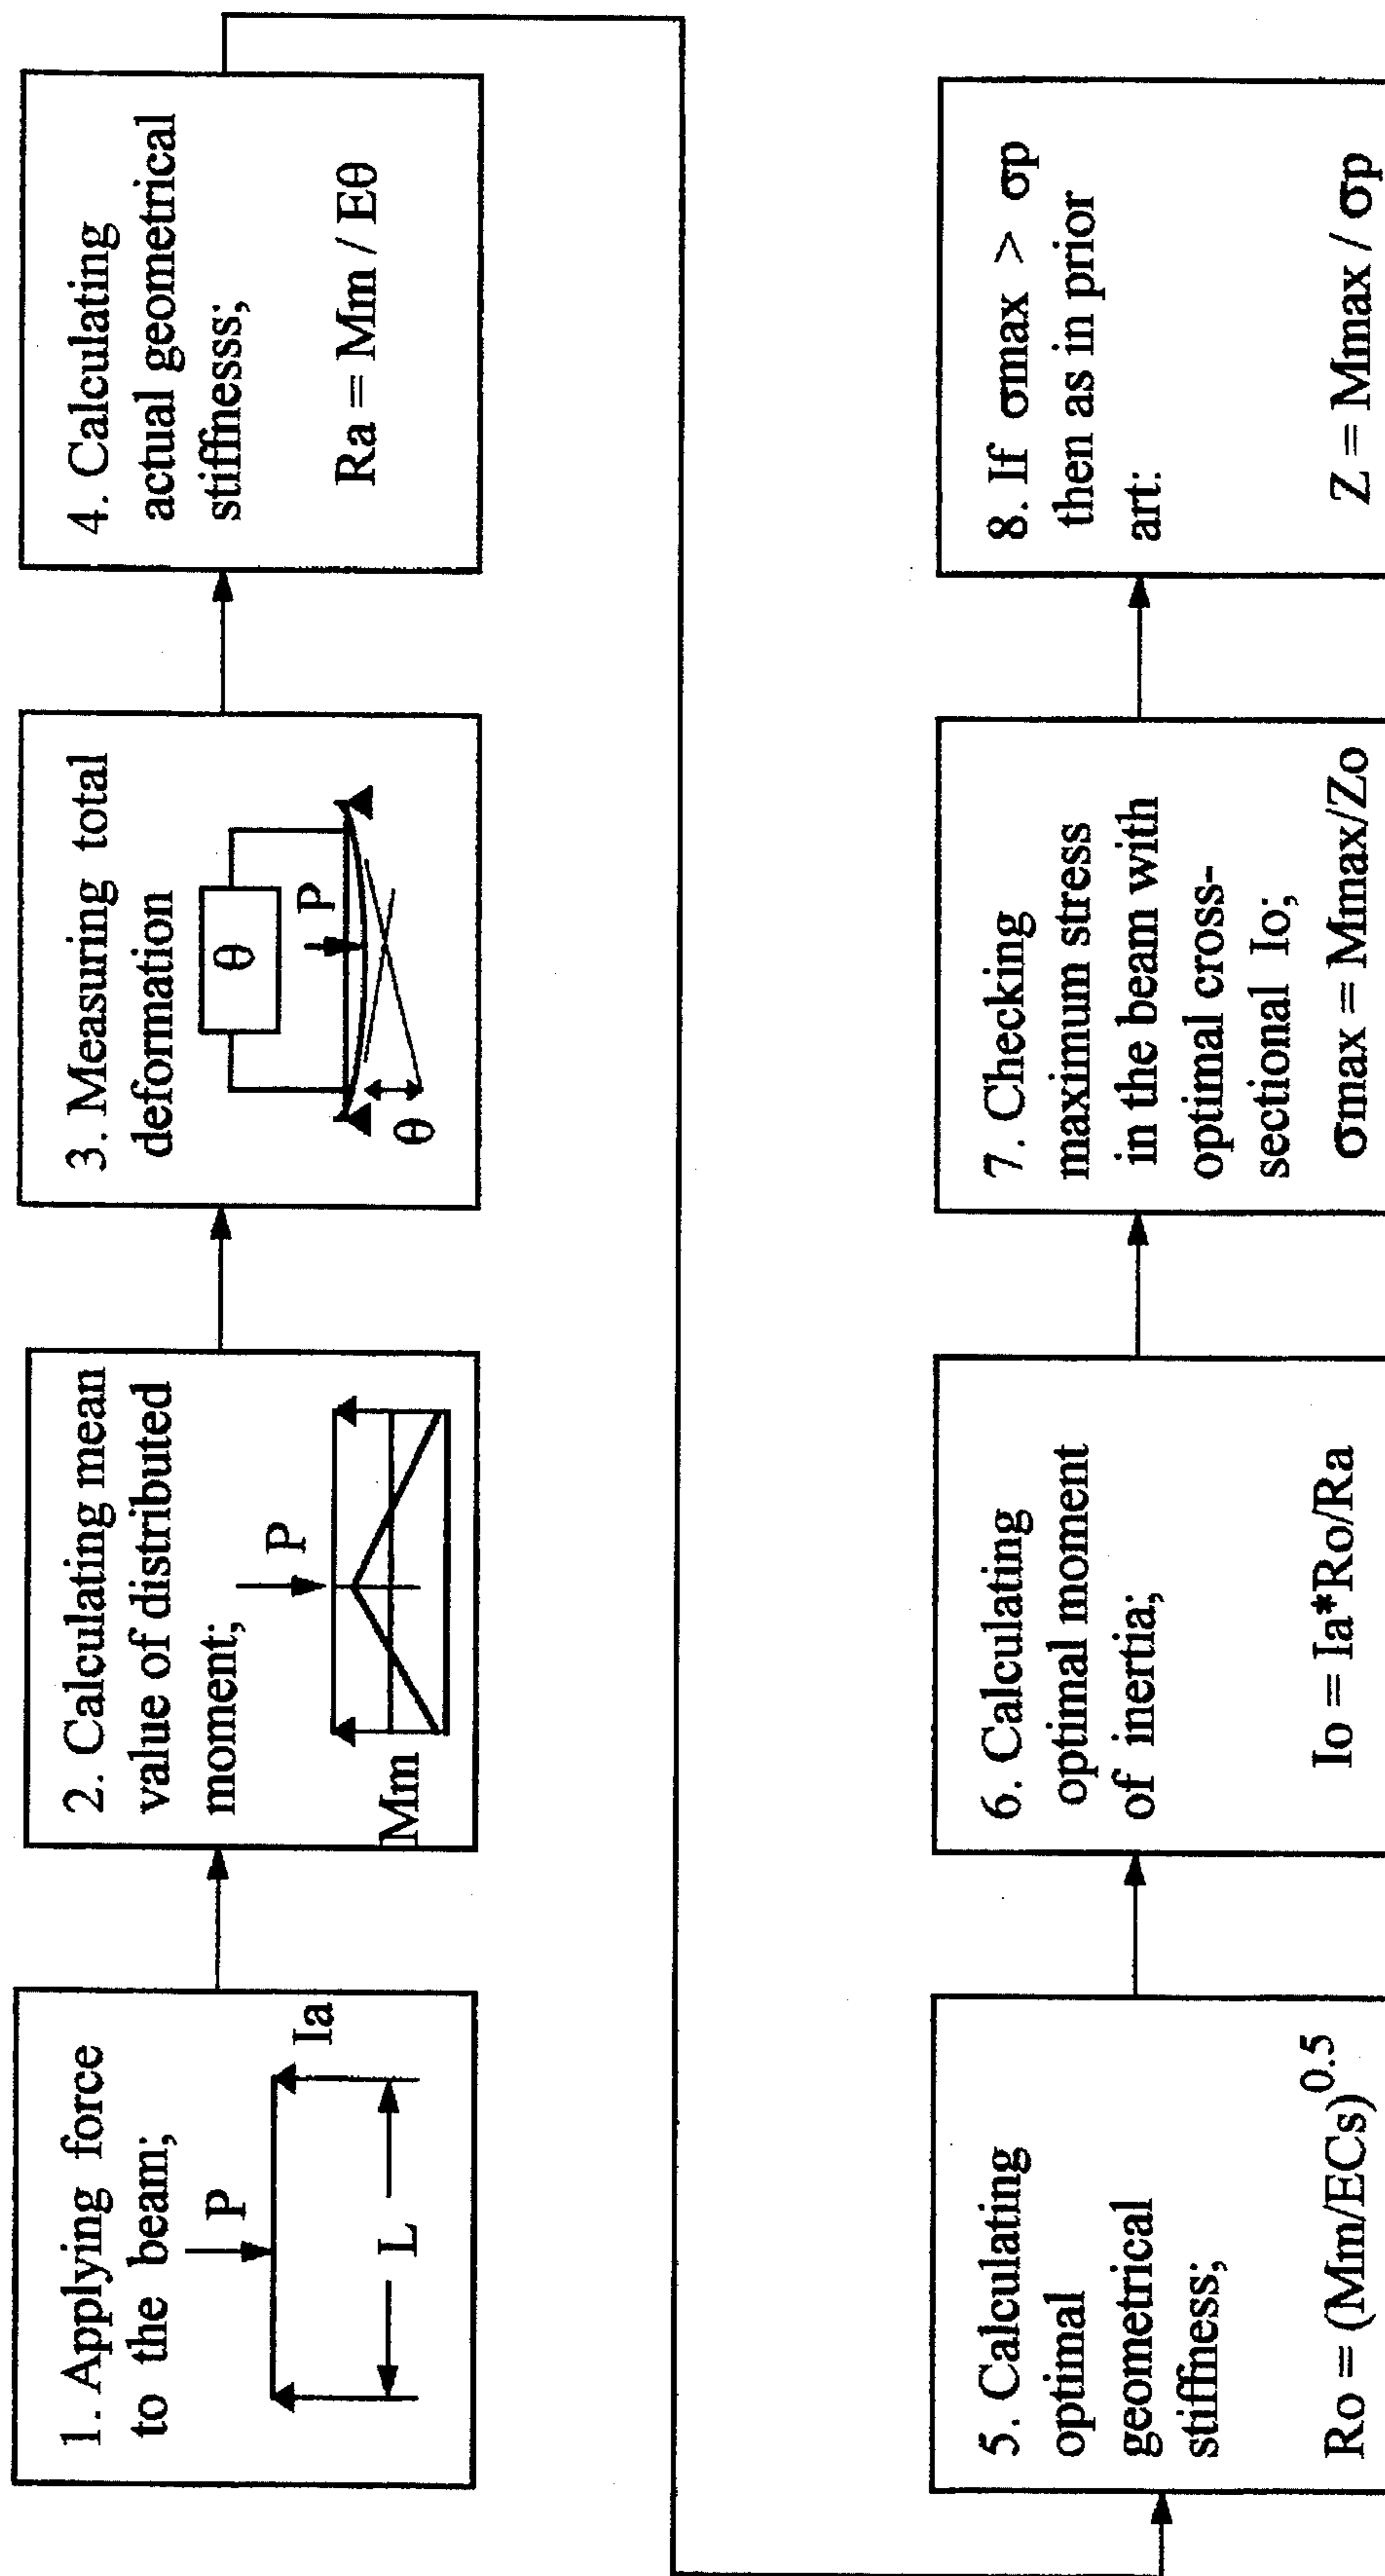 1. Applying force
to the beam;
P
Ia
L
2. Calculating mean
value of distributed
moment;
P
Mm
3. Measuring total
deformation
θ
P
θ
4. Calculating
actual geometrical
stiffnesss;
Ra = Mm / Eθ
5. Calculating
optimal
geometrical
stiffness;
Ro = (Mm/ECs)^0.5
6. Calculating
optimal moment
of inertia;
Io = Ia*Ro/Ra
7. Checking
maximum stress
in the beam with
optimal cross-
sectional Io;
σmax = Mmax/Zo
8. If σmax > σp
then as in prior
art:
Z = Mmax / σp